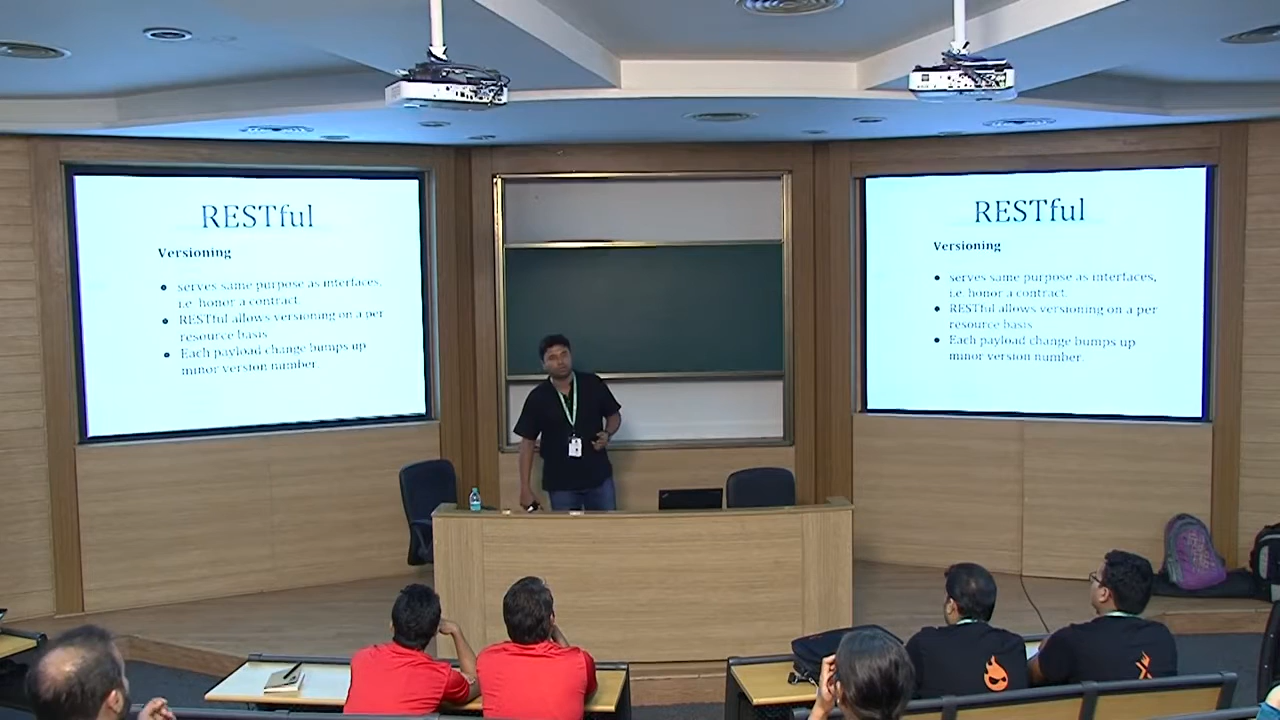 RESTful
Versioning
● serves same purpose as interfaces,
i.e. honor a contract.
● RESTful allows versioning on a per
resource basis
● Each payload change bumps up
minor version number.
RESTful
Versioning
● serves same purpose as interfaces,
i.e. honor a contract.
● RESTful allows versioning on a per
resource basis
● Each payload change bumps up
minor version number.